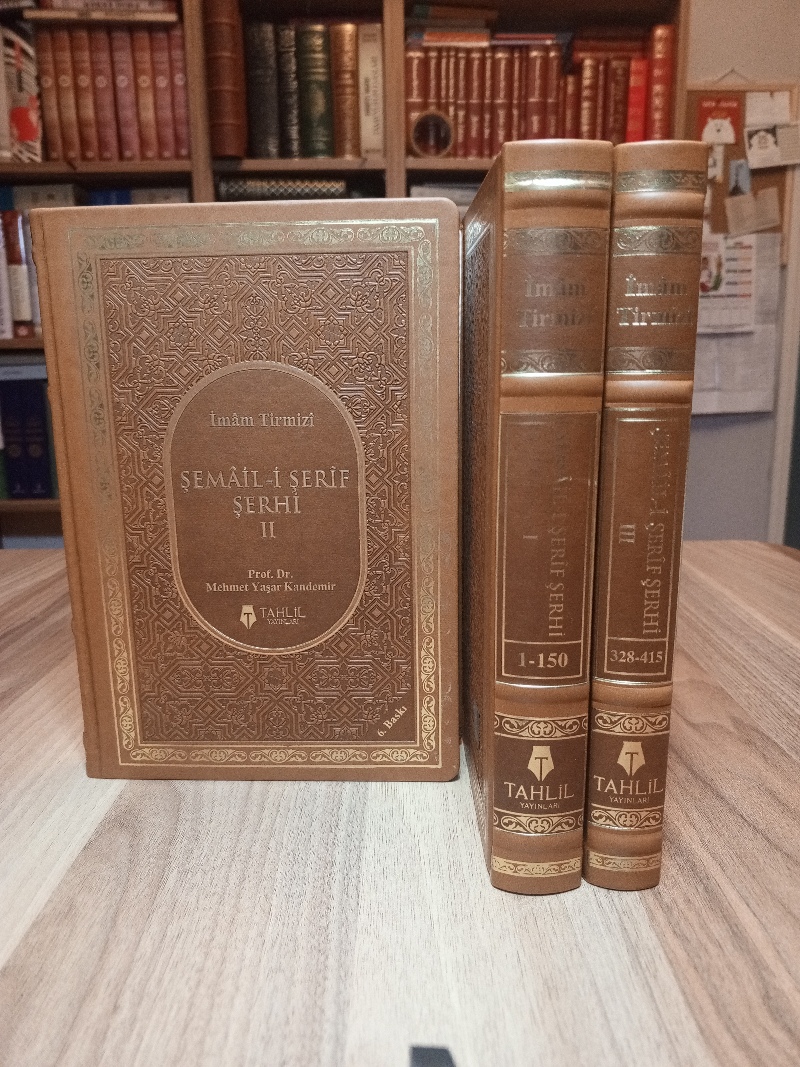 İmâm Tirmizî
ŞEMÂİL-İ ŞERİF
ŞERHİ
II
Prof. Dr.
Mehmet Yaşar Kandemir
TAHLİL
YAYINLARI
6. Baskı
İmâm
Tirmizî
ŞEMÂİL-İ ŞERİF ŞERHİ
I
1-150
TAHLİL
YAYINLARI
İmâm
Tirmizî
ŞEMÂİL-İ ŞERİF ŞERHİ
III
328-415
TAHLİL
YAYINLARI